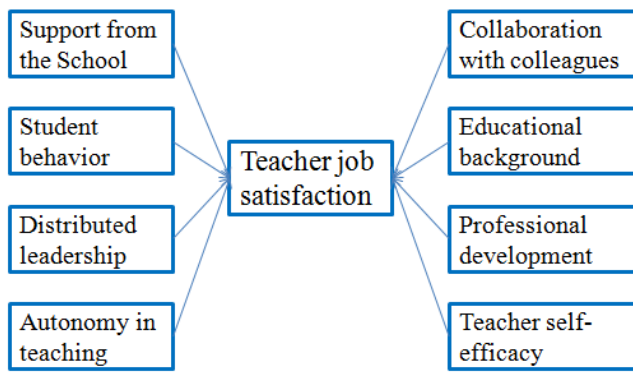 Support from
the School
Student
behavior
Distributed
leadership
Autonomy in
teaching
Teacher job
satisfaction
Collaboration
with colleagues
Educational
background
Professional
development
Teacher self-
efficacy